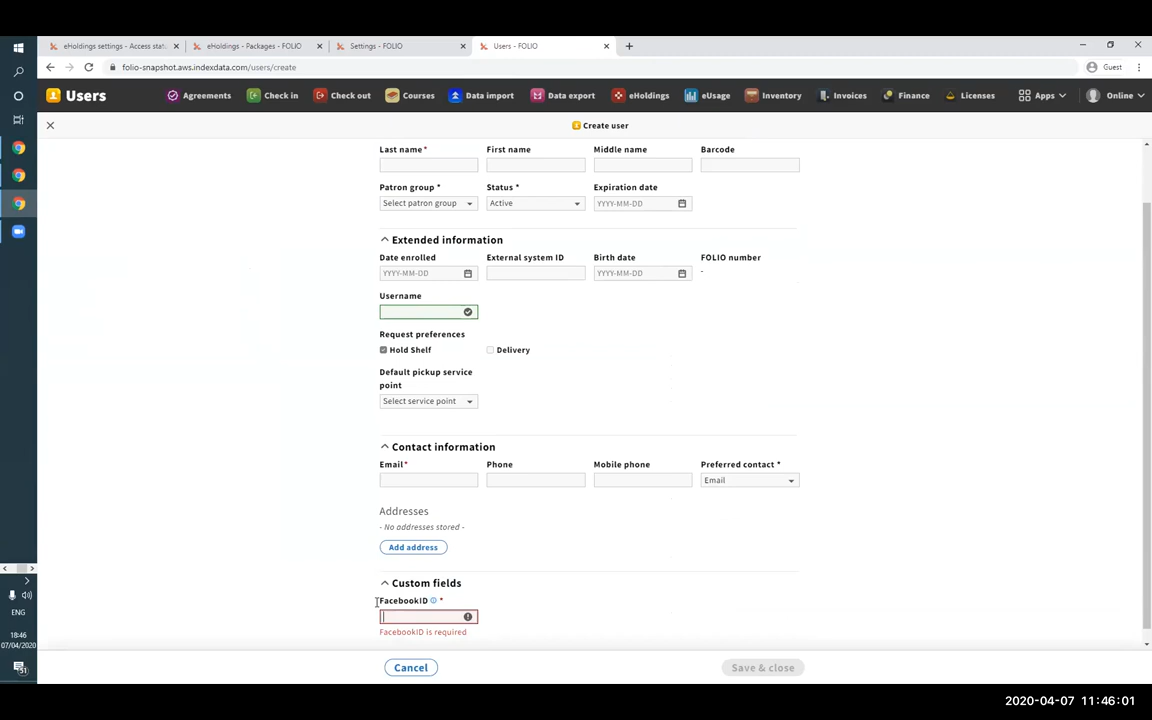 eHoldings settings - Access stat
eHoldings - Packages - FOLIO
Settings - FOLIO
Users - FOLIO
folio-snapshot.aws.indexdata.com/users/create
Guest
Users
Agreements
Check in
Check out
Courses
Data import
Data export
eHoldings
eUsage
Inventory
Invoices
Finance
Licenses
Apps
Online
Create user
Last name*
First name
Middle name
Barcode
Patron group *
Status *
Expiration date
Select patron group
Active
YYYY-MM-DD
Extended information
Date enrolled
External system ID
Birth date
FOLIO number
YYYY-MM-DD
YYYY-MM-DD
-
Username
Request preferences
Hold Shelf
Delivery
Default pickup service
point
Select service point
Contact information
Email*
Phone
Mobile phone
Preferred contact *
Email
Addresses
- No addresses stored -
Add address
Custom fields
FacebookID *
FacebookID is required
Cancel
Save & close
ENG
18:46
07/04/2020
51
2020-04-07 11:46:01